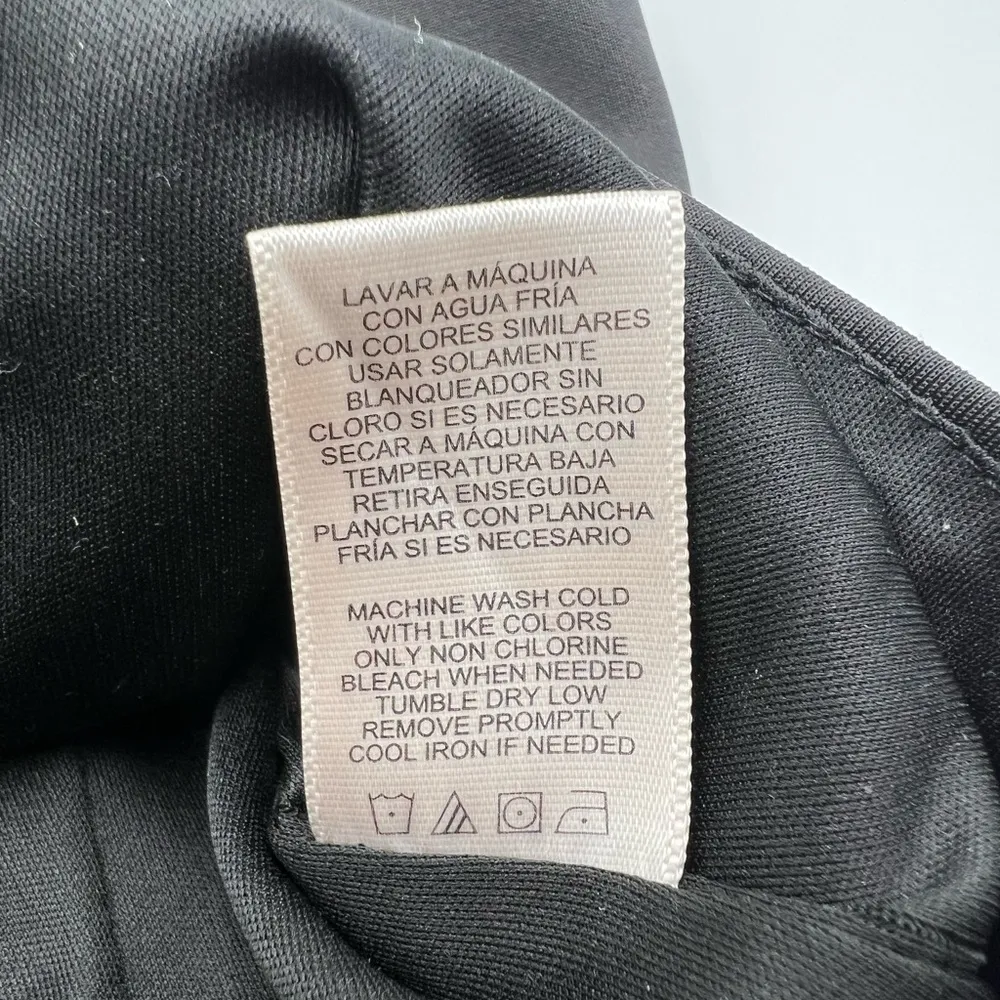 LAVAR A MÁQUINA
CON AGUA FRÍA
CON COLORES SIMILARES
USAR SOLAMENTE
BLANQUEADOR SIN
CLORO SI ES NECESARIO
SECAR A MÁQUINA CON
TEMPERATURA BAJA
RETIRA ENSEGUIDA
PLANCHAR CON PLANCHA
FRÍA SI ES NECESARIO
MACHINE WASH COLD
WITH LIKE COLORS
ONLY NON CHLORINE
BLEACH WHEN NEEDED
TUMBLE DRY LOW
REMOVE PROMPTLY
COOL IRON IF NEEDED